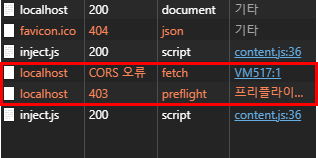 localhost 200 document 기타
favicon.ico 404 json 기타
inject.js 200 script content.js:36
localhost CORS 오류 fetch VM517:1
localhost 403 preflight 프리플라이...
inject.js 200 script content.js:36